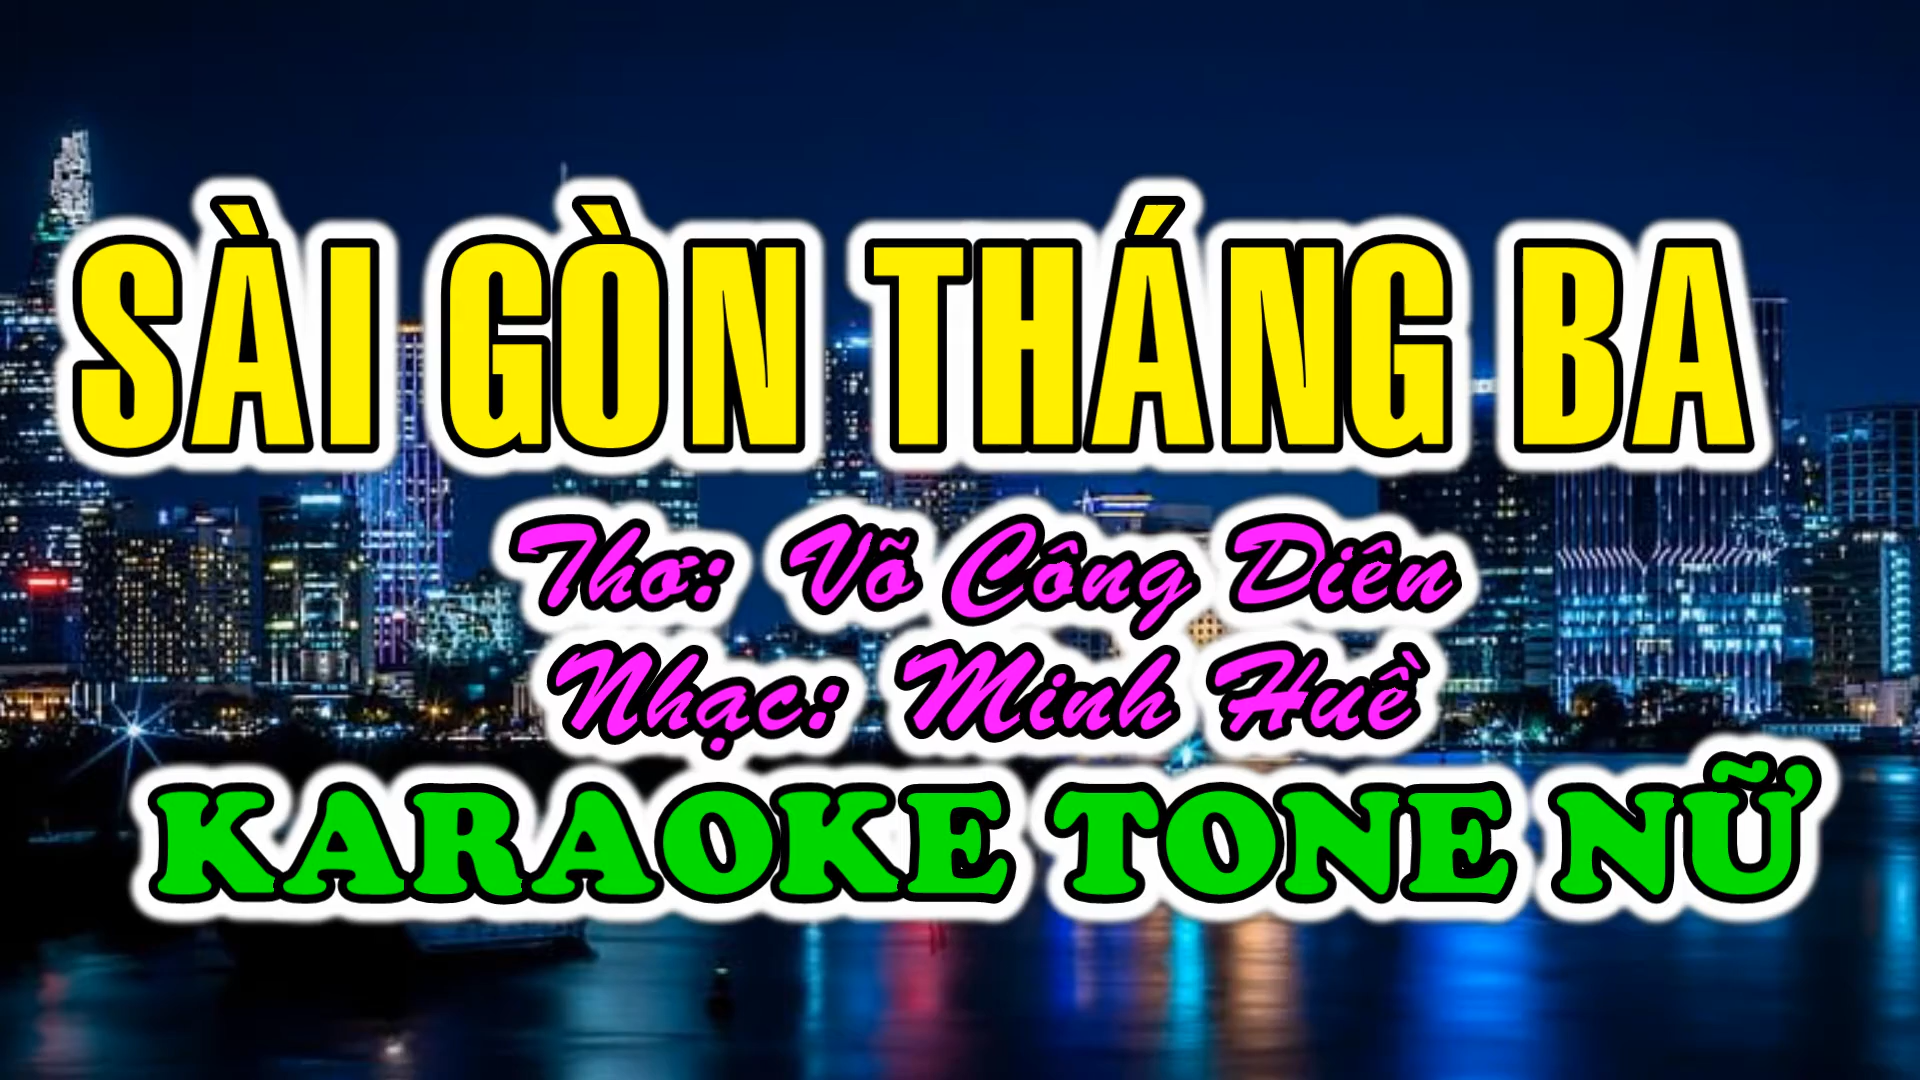 SÀI GÒN THÁNG BA
Thơ: Võ Công Diên
Nhạc: Minh Huề
KARAOKE TONE NỮ